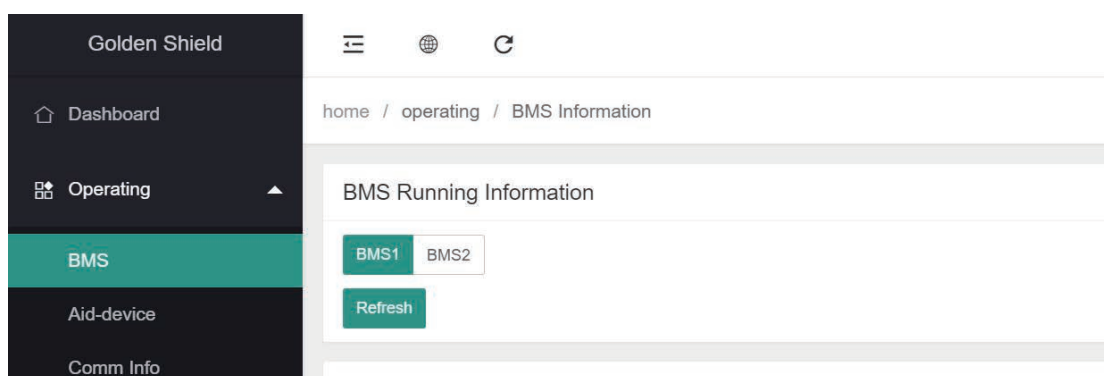 Golden Shield
Dashboard
home / operating / BMS Information
Operating
BMS Running Information
BMS
BMS1 BMS2
Aid-device
Refresh
Comm Info